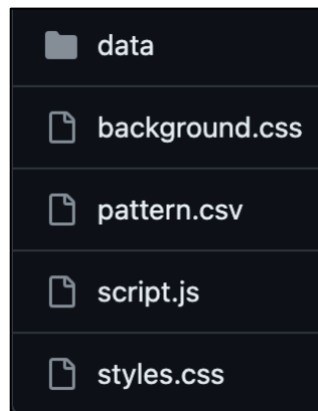 data
background.css
pattern.csv
script.js
styles.css